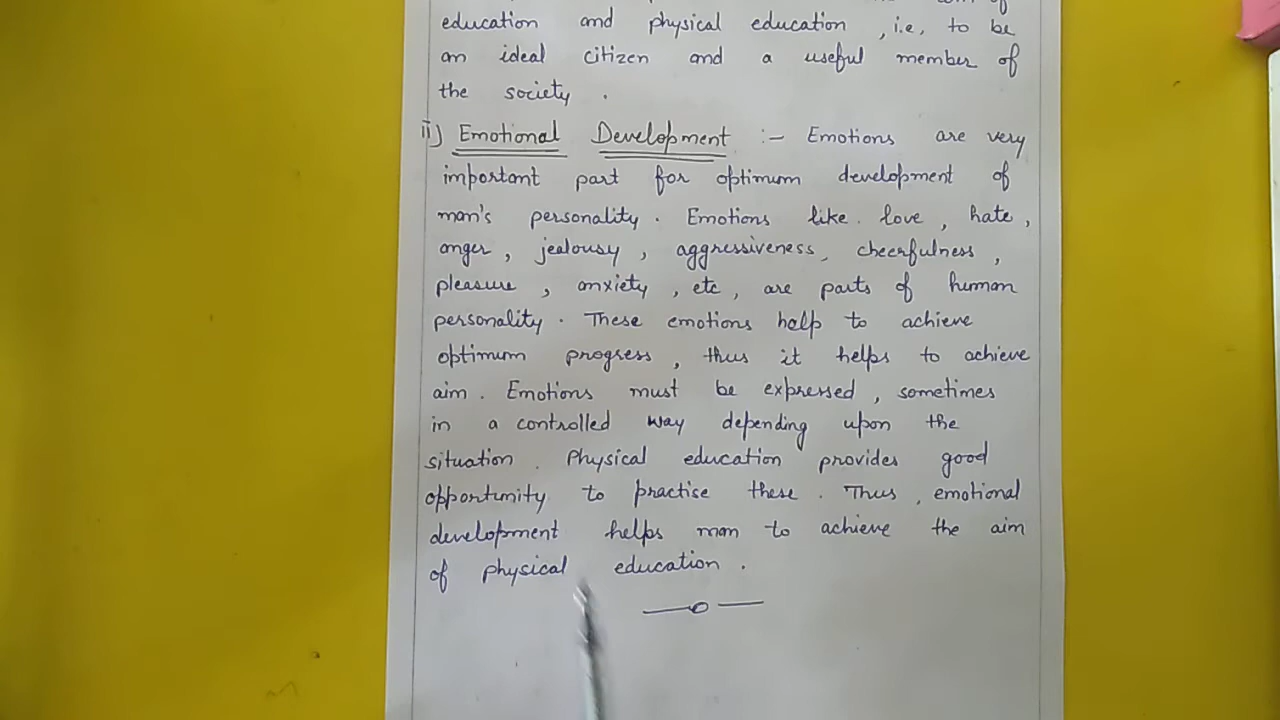 of
education and physical education , i.e, to be
an ideal citizen and a useful member of
the society .
ii) Emotional Development :- Emotions are very
important part for optimum development of
man's personality . Emotions like . love , hate ,
anger , jealousy , aggressiveness, cheerfulness ,
pleasure , anxiety , etc , are parts of human
personality . These emotions help to achieve
optimum progress , thus it helps to achieve
aim . Emotions must be expressed , sometimes
in a controlled way depending upon the
situation . Physical education provides good
opportunity to practise these . Thus , emotional
development helps man to achieve the aim
of physical education .